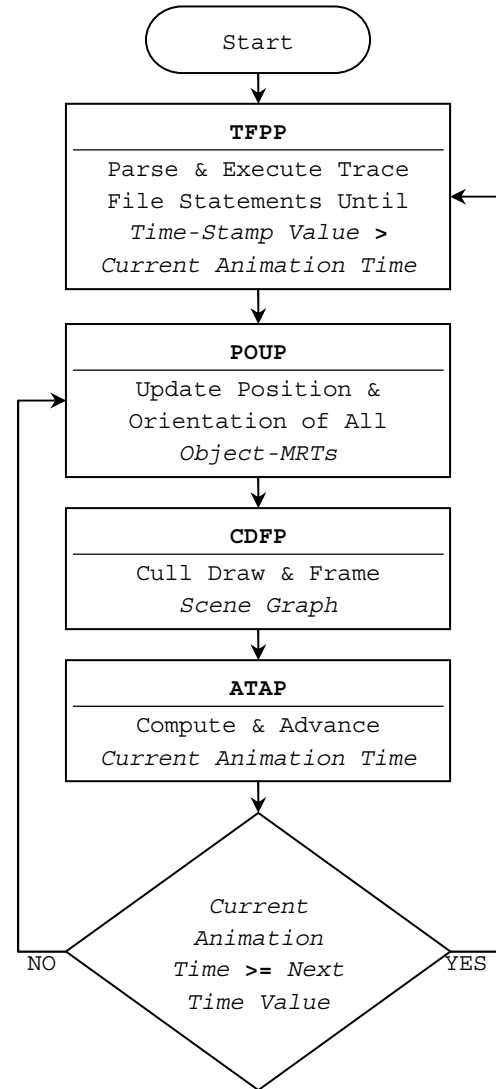 Start
TFPP
Parse & Execute Trace
File Statements Until
Time-Stamp Value >
Current Animation Time
POUP
Update Position &
Orientation of All
Object-MRTs
CDFP
Cull Draw & Frame
Scene Graph
ATAP
Compute & Advance
Current Animation Time
Current
Animation
Time >= Next
Time Value
NO
YES